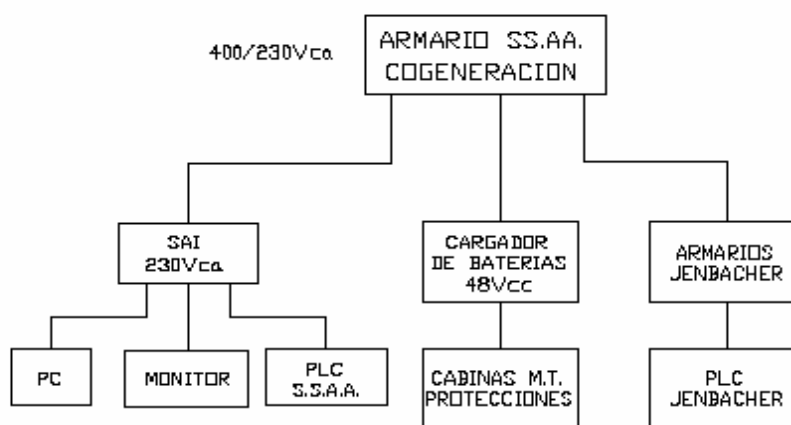 400/230Vca
ARMARIO SS.AA.
COGENERACION
SAI
230Vca
CARGADOR
DE BATERIAS
48Vcc
ARMARIOS
JENBACHER
PC
MONITOR
PLC
S.S.A.A.
CABINAS M.T.
PROTECCIONES
PLC
JENBACHER